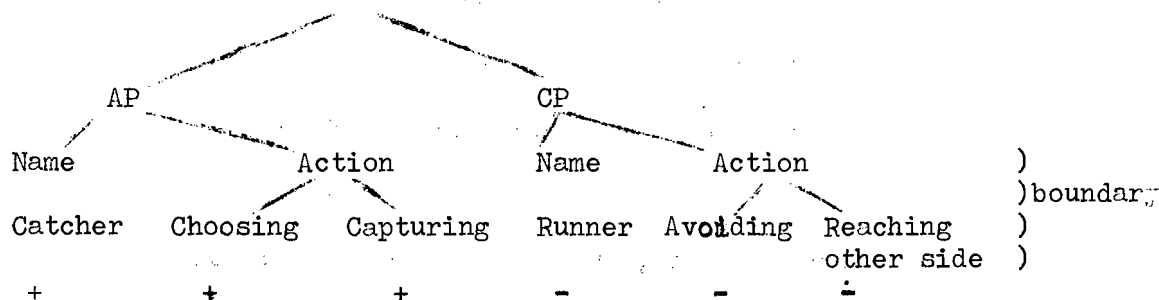 AP CP
Name Action Name Action )
)boundary
Catcher Choosing Capturing Runner Avoiding Reaching )
other side )
+ + + - - -